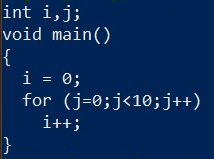 int i,j;
void main()
{
  i = 0;
  for (j=0;j<10;j++)
    i++;
}